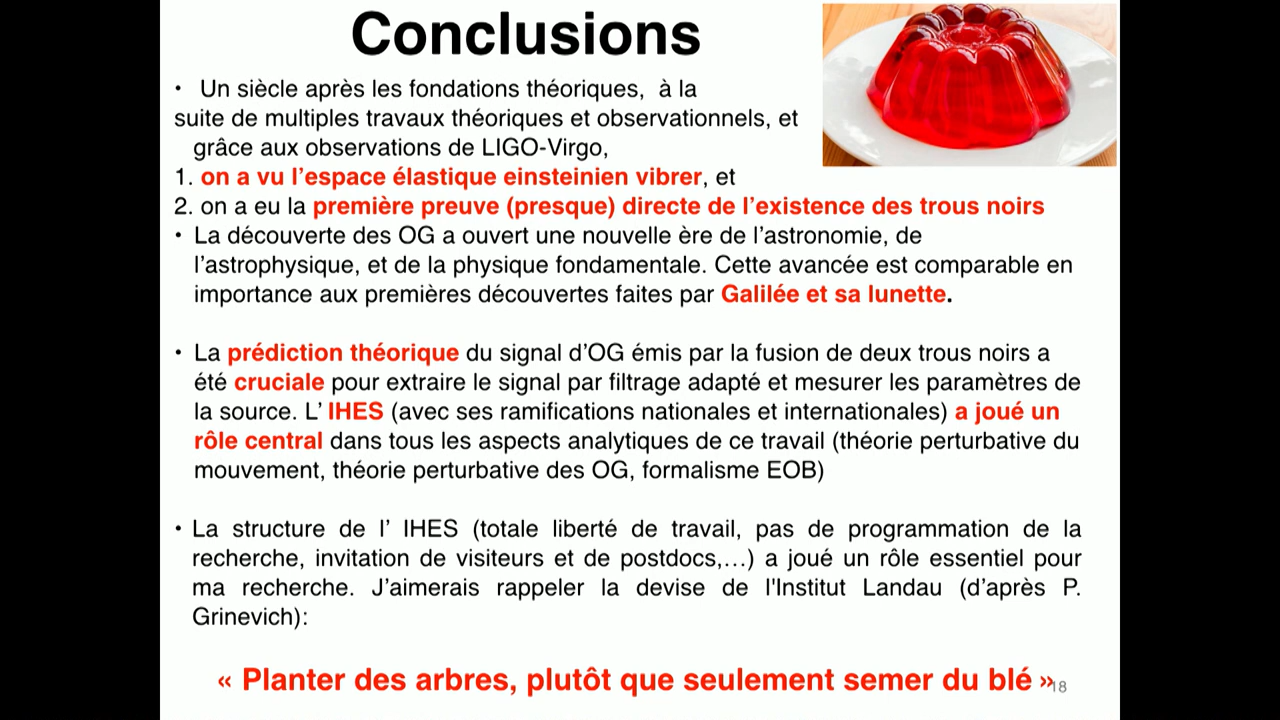 Conclusions
• Un siècle après les fondations théoriques, à la
suite de multiples travaux théoriques et observationnels, et
grâce aux observations de LIGO-Virgo,
1. on a vu l’espace élastique einsteinien vibrer, et
2. on a eu la première preuve (presque) directe de l’existence des trous noirs
• La découverte des OG a ouvert une nouvelle ère de l’astronomie, de
l’astrophysique, et de la physique fondamentale. Cette avancée est comparable en
importance aux premières découvertes faites par Galilée et sa lunette.
• La prédiction théorique du signal d’OG émis par la fusion de deux trous noirs a
été cruciale pour extraire le signal par filtrage adapté et mesurer les paramètres de
la source. L’ IHES (avec ses ramifications nationales et internationales) a joué un
rôle central dans tous les aspects analytiques de ce travail (théorie perturbative du
mouvement, théorie perturbative des OG, formalisme EOB)
• La structure de l’ IHES (totale liberté de travail, pas de programmation de la
recherche, invitation de visiteurs et de postdocs,…) a joué un rôle essentiel pour
ma recherche. J’aimerais rappeler la devise de l'Institut Landau (d’après P.
Grinevich):
« Planter des arbres, plutôt que seulement semer du blé »
18